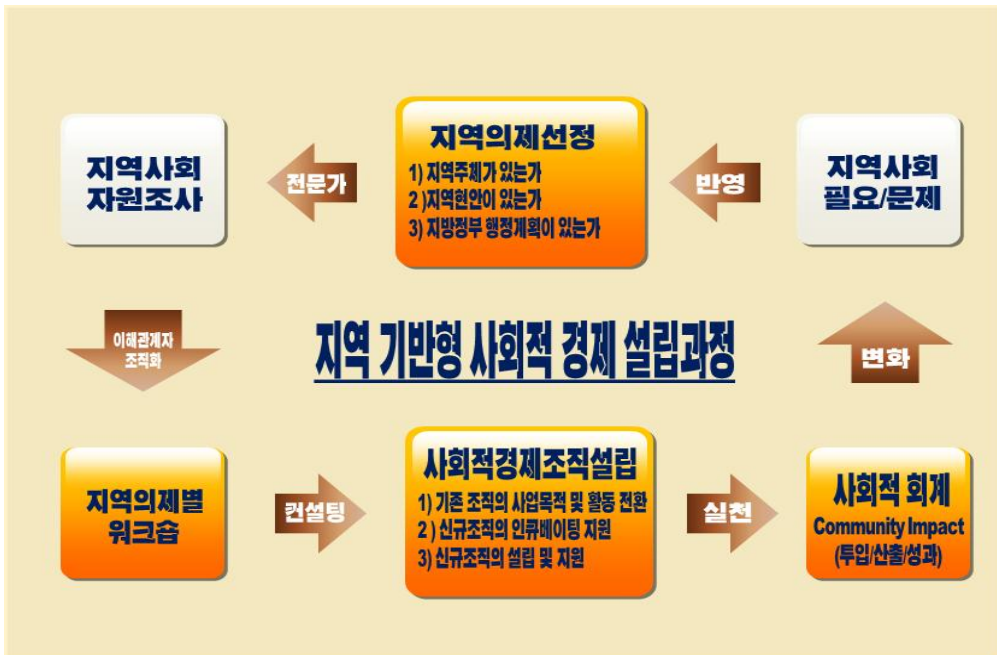 지역사회
자원조사
전문가
지역의제선정
1) 지역주체가 있는가
2 )지역현안이 있는가
3) 지방정부 행정계획이 있는가
반영
지역사회
필요/문제
이해관계자
조직화
지역 기반형 사회적 경제 설립과정
변화
지역의제별
워크숍
컨설팅
사회적경제조직설립
1) 기존 조직의 사업목적 및 활동 전환
2 ) 신규조직의 인큐베이팅 지원
3) 신규조직의 설립 및 지원
실천
사회적 회계
Community Impact
(투입/산출/성과)